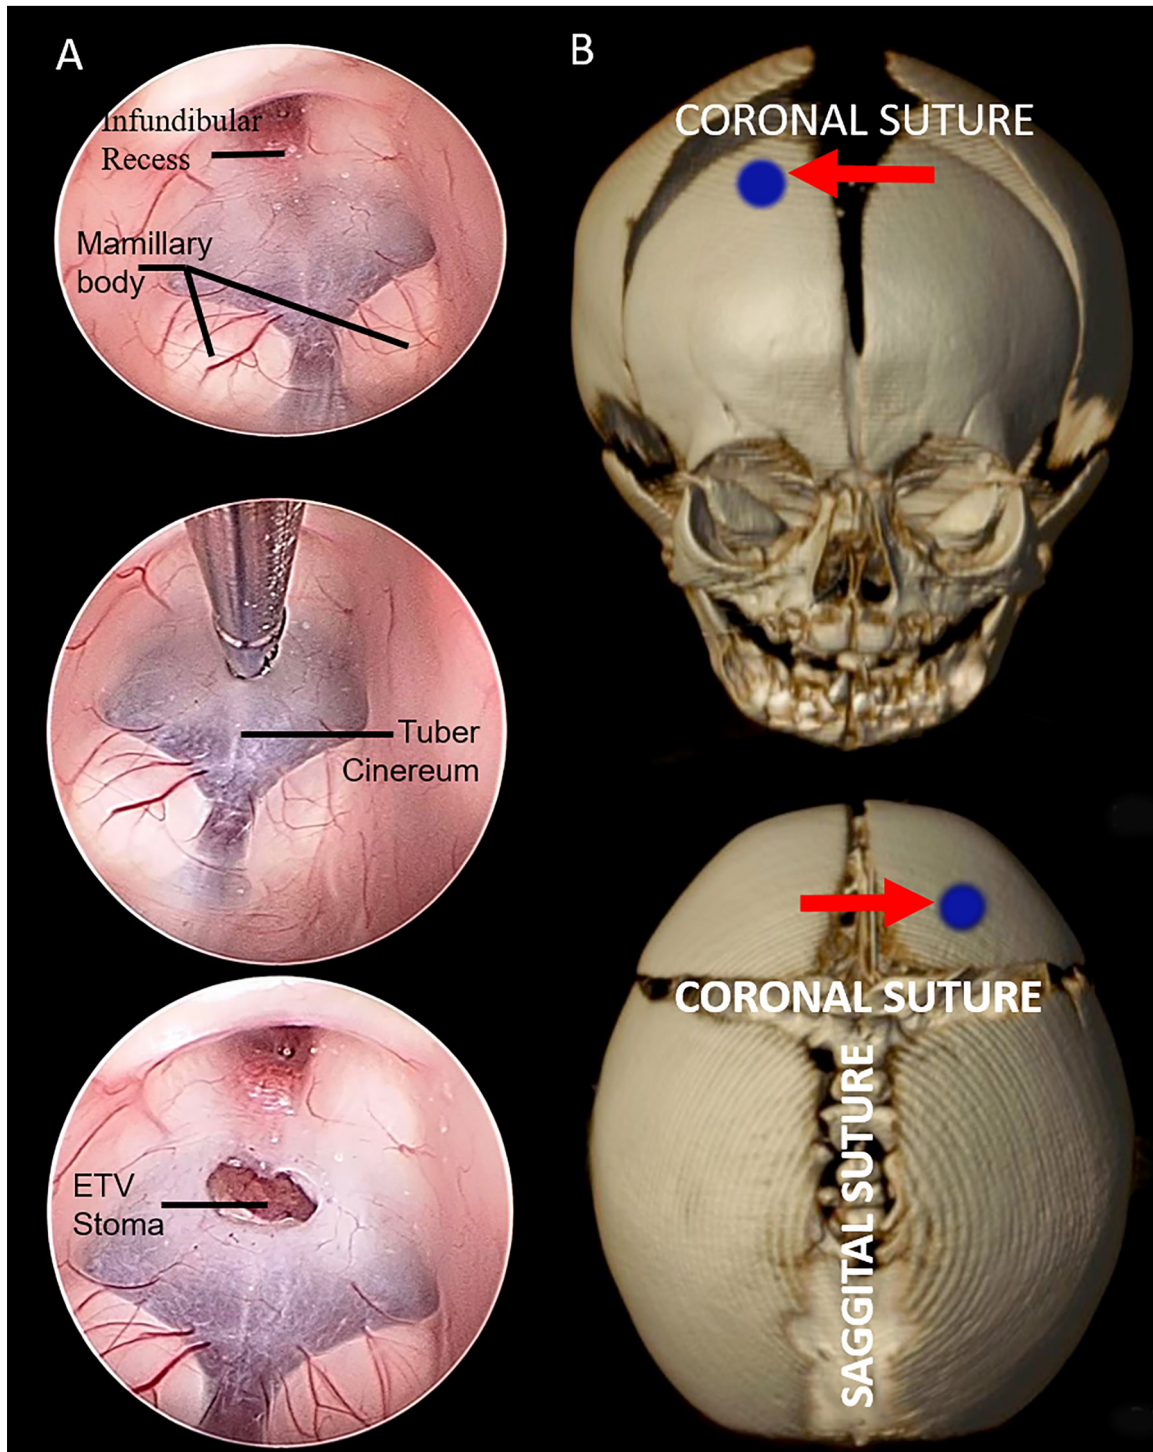 A
Infundibular
Recess
Mamillary
body
Tuber
Cinereum
ETV
Stoma
B
CORONAL SUTURE
CORONAL SUTURE
SAGGITAL SUTURE